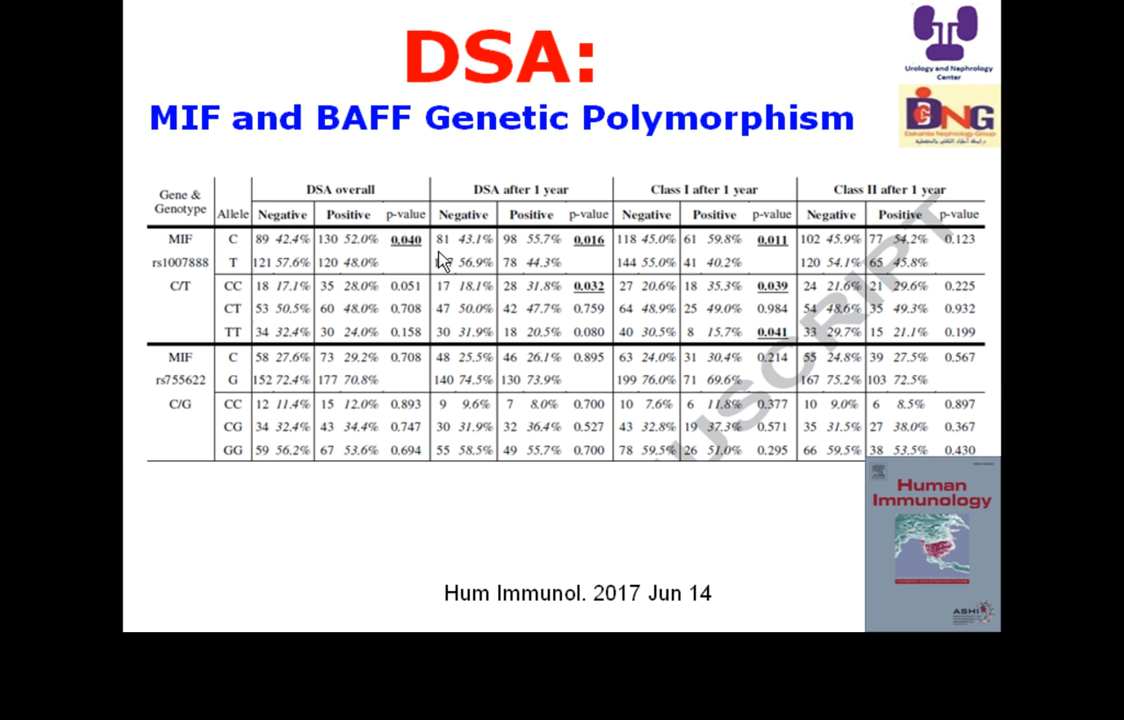 DSA:
MIF and BAFF Genetic Polymorphism
Urology and Nephrology
Center
DNG
Dakahlia Nephrology Group
Gene & Genotype Allele DSA overall DSA after 1 year Class I after 1 year Class II after 1 year
Negative Positive p-value Negative Positive p-value Negative Positive p-value Negative Positive p-value
MIF C 89 42.4% 130 52.0% 0.040 81 43.1% 98 55.7% 0.016 118 45.0% 61 59.8% 0.011 102 45.9% 77 54.2% 0.123
rs1007888 T 121 57.6% 120 48.0% 56.9% 78 44.3% 144 55.0% 41 40.2% 120 54.1% 65 45.8%
C/T CC 18 17.1% 35 28.0% 0.051 17 18.1% 28 31.8% 0.032 27 20.6% 18 35.3% 0.039 24 21.6% 21 29.6% 0.225
CT 53 50.5% 60 48.0% 0.708 47 50.0% 42 47.7% 0.759 64 48.9% 25 49.0% 0.984 54 48.6% 35 49.3% 0.932
TT 34 32.4% 30 24.0% 0.158 30 31.9% 18 20.5% 0.080 40 30.5% 8 15.7% 0.041 33 29.7% 15 21.1% 0.199
MIF C 58 27.6% 73 29.2% 0.708 48 25.5% 46 26.1% 0.895 63 24.0% 31 30.4% 0.214 55 24.8% 39 27.5% 0.567
rs755622 G 152 72.4% 177 70.8% 140 74.5% 130 73.9% 199 76.0% 71 69.6% 167 75.2% 103 72.5%
C/G CC 12 11.4% 15 12.0% 0.893 9 9.6% 7 8.0% 0.700 10 7.6% 6 11.8% 0.377 10 9.0% 6 8.5% 0.897
CG 34 32.4% 43 34.4% 0.747 30 31.9% 32 36.4% 0.527 43 32.8% 19 37.3% 0.571 35 31.5% 27 38.0% 0.367
GG 59 56.2% 67 53.6% 0.694 55 58.5% 49 55.7% 0.700 78 59.5% 26 51.0% 0.295 66 59.5% 38 53.5% 0.430
USCRIPT
Human
Immunology
ASHI
Hum Immunol. 2017 Jun 14